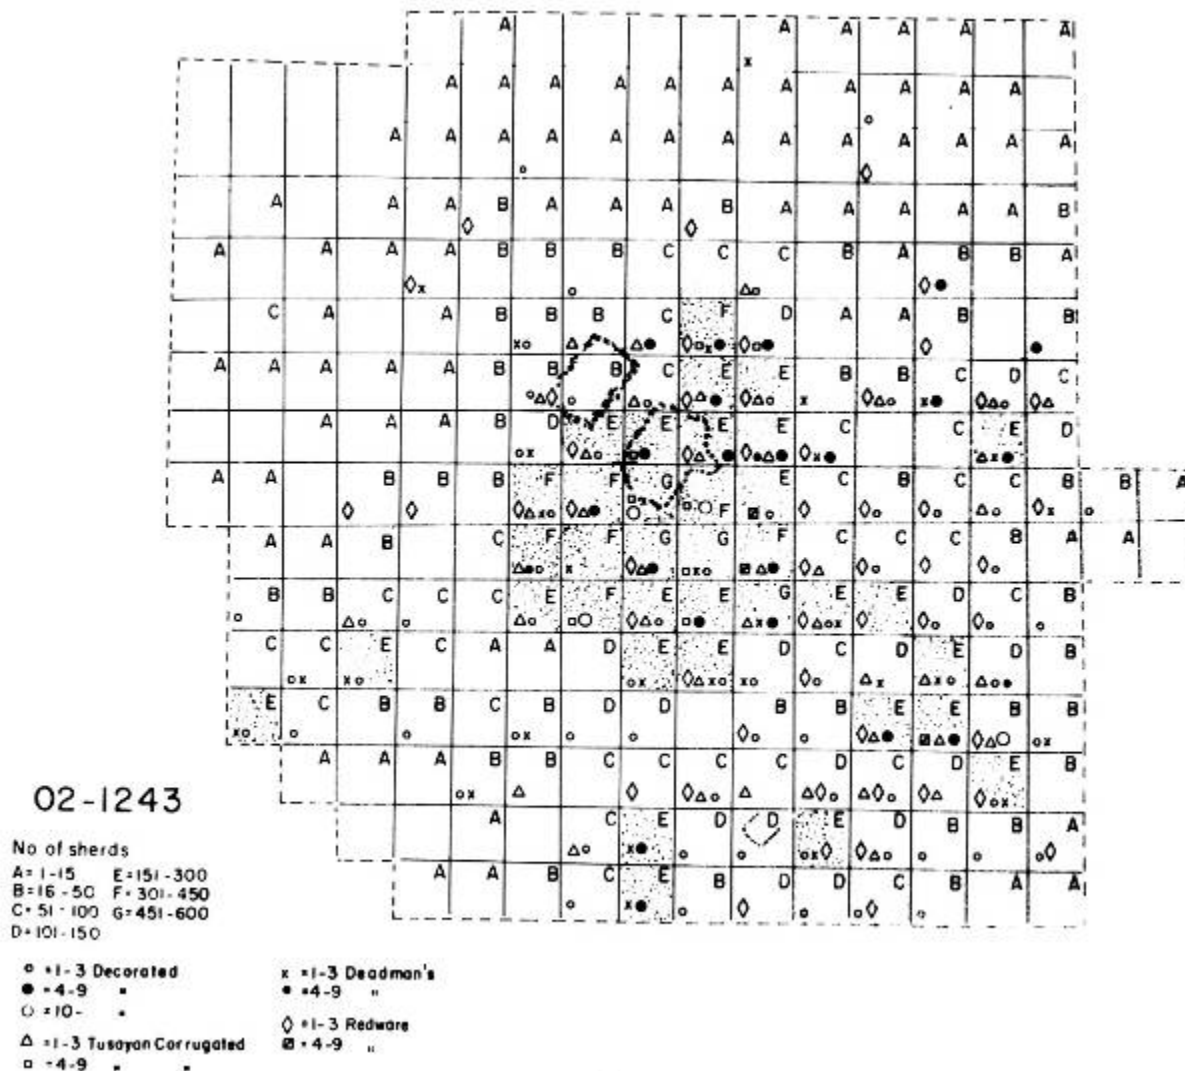 A A A A A A
x
A A A A A A A A A A A
A A A A A A A A A A A A
A A A B A A A B A A A A A B
A A A A B B B C C C B A B B A
x
C A A B B B C F D A A B B
x x
A A A A A B B B C E E B B C D C
x x
A A A B D E E E E C C E D
x x x
A A B B B F F G F E C B C C B B A
x x x
A A B C F F G G F C C C B A A
x x
B B C C C E F E E G E E D C B
x x
C C E C A A D E E D C D E D B
x x x x x x x
E C B B C B D D B B E E B B
x x x
A A A B B C C C C D C D E B
x x
A C E D D E D B B A
x x
A A B C E B D D C B A A
x
02-1243
No of sherds
A= 1-15 E=151-300
B=16-50 F=301-450
C=51-100 G=451-600
D=101-150
=1-3 Decorated x =1-3 Deadman's
=4-9 " =4-9 "
=10- "
=1-3 Redware
=1-3 Tusayan Corrugated =4-9 "
=4-9 " "